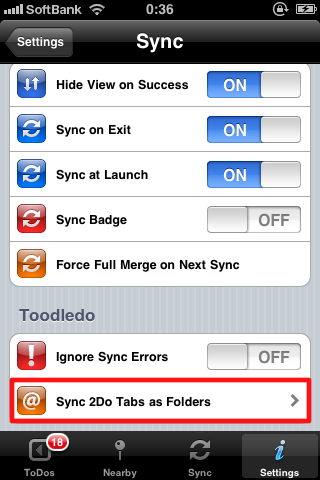 SoftBank 0:36
Settings Sync
Hide View on Success ON
Sync on Exit ON
Sync at Launch ON
Sync Badge OFF
Force Full Merge on Next Sync
Toodledo
Ignore Sync Errors OFF
@ Sync 2Do Tabs as Folders
18
ToDos Nearby Sync Settings